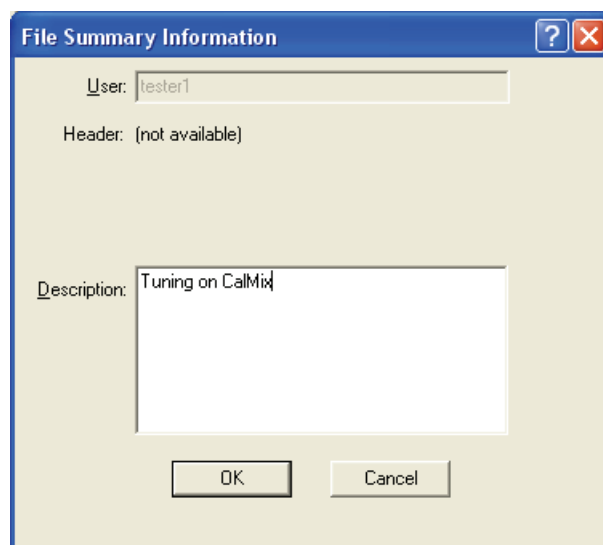 File Summary Information
User: tester1
Header: (not available)
Description: Tuning on CalMix
OK Cancel